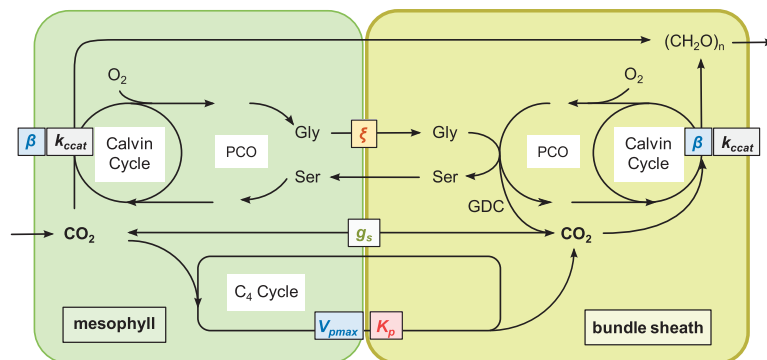 (CH2O)n
O2
O2
β
kccat
Calvin
Cycle
PCO
Gly
ξ
Gly
PCO
Calvin
Cycle
β
kccat
Ser
Ser
GDC
CO2
gs
CO2
C4 Cycle
mesophyll
Vpmax
Kp
bundle sheath